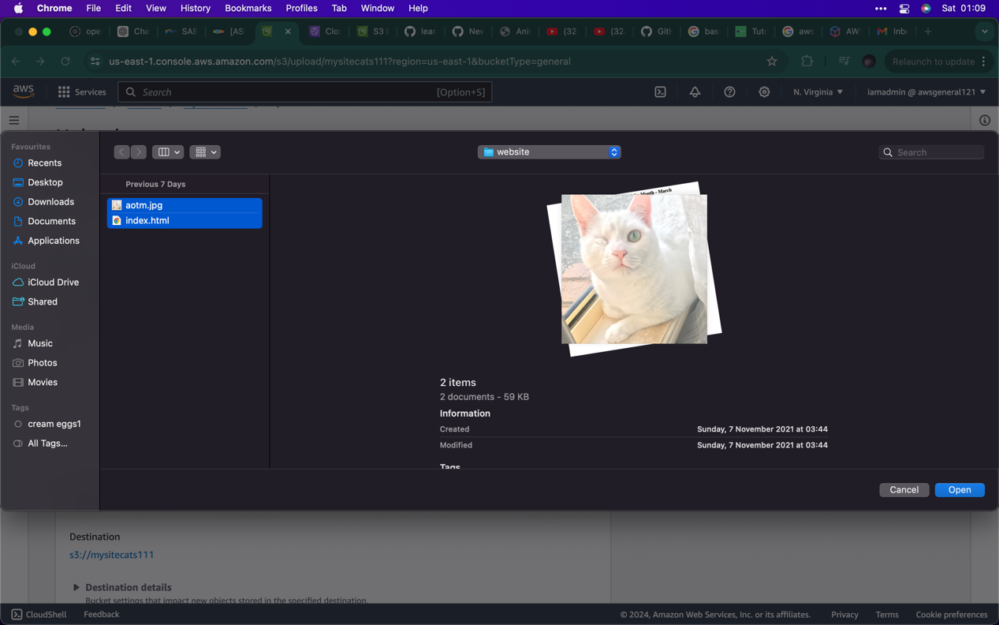 Chrome File Edit View History Bookmarks Profiles Tab Window Help Sat 01:09
ope Cha SAE [AS Clo S3 b lear Nev Ani (32 (32 Gith bas Tuto aws AW: Inbo
us-east-1.console.aws.amazon.com/s3/upload/mysitecats111?region=us-east-1&bucketType=general Relaunch to update
aws Services Search [Option+S] N. Virginia iamadmin @ awsgeneral121
Favourites
Recents
Desktop
Downloads
Documents
Applications
iCloud
iCloud Drive
Shared
Media
Music
Photos
Movies
Tags
cream eggs1
All Tags...
website
Search
Previous 7 Days
aotm.jpg
index.html
Month - March
2 items
2 documents - 59 KB
Information
Created Sunday, 7 November 2021 at 03:44
Modified Sunday, 7 November 2021 at 03:44
Tags
Cancel Open
Destination
s3://mysitecats111
Destination details
Bucket settings that impact new objects stored in the specified destination.
CloudShell Feedback © 2024, Amazon Web Services, Inc. or its affiliates. Privacy Terms Cookie preferences